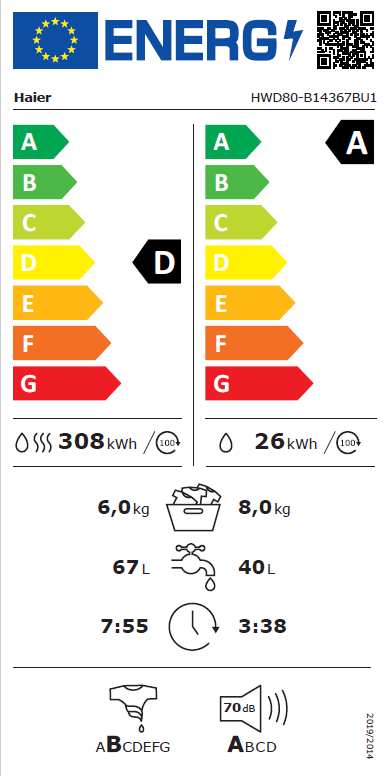 ENERG
Haier HWD80-B14367BU1
A A A
B B
C C
D D D
E E
F F
G G
308 kWh / 100 26 kWh / 100
6,0 kg 8,0 kg
67 L 40 L
7:55 3:38
70 dB
ABCDEFG ABCD
2019/2014